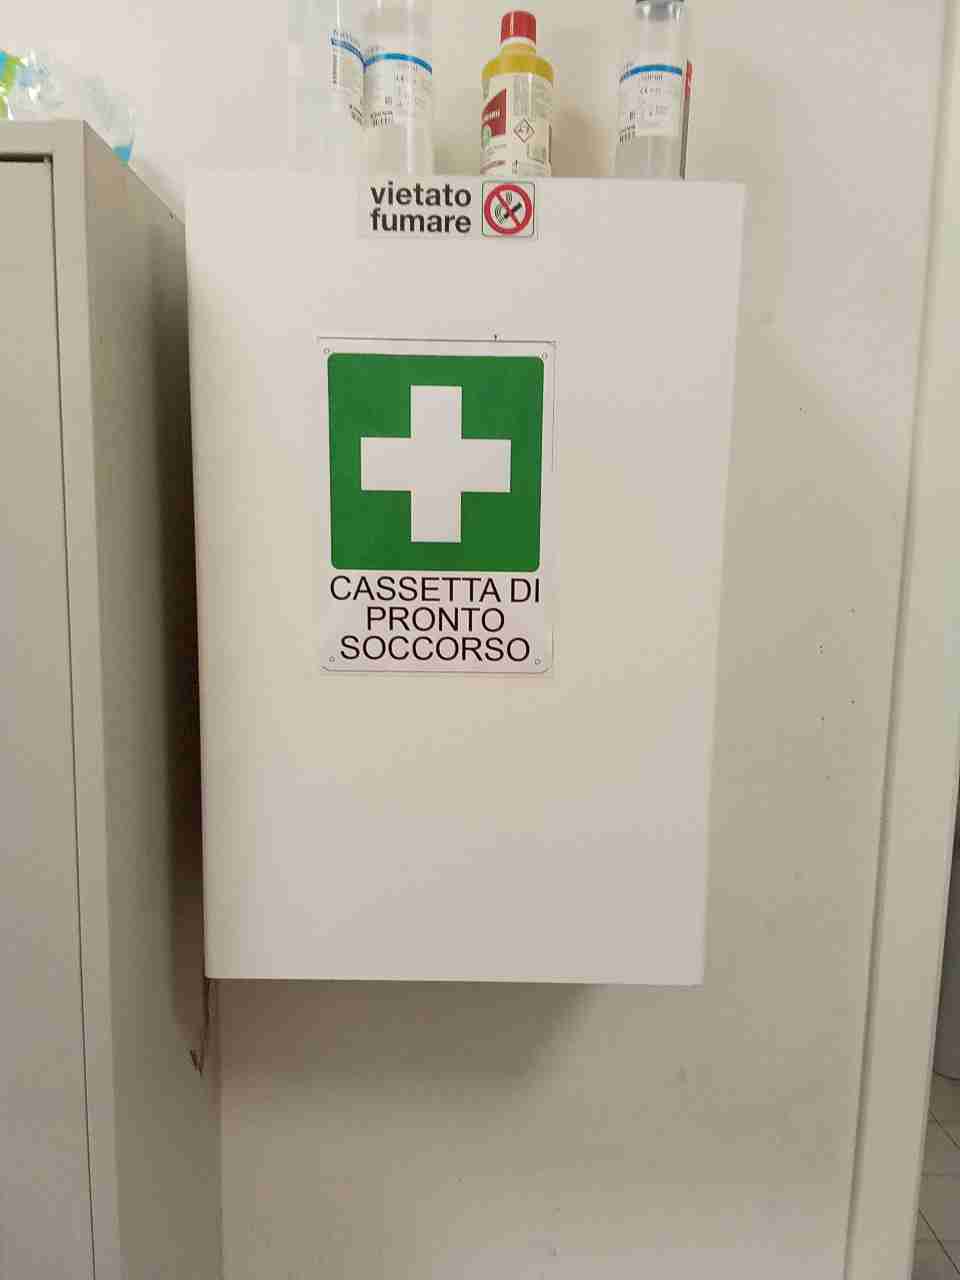 vietato
fumare
CASSETTA DI
PRONTO
SOCCORSO